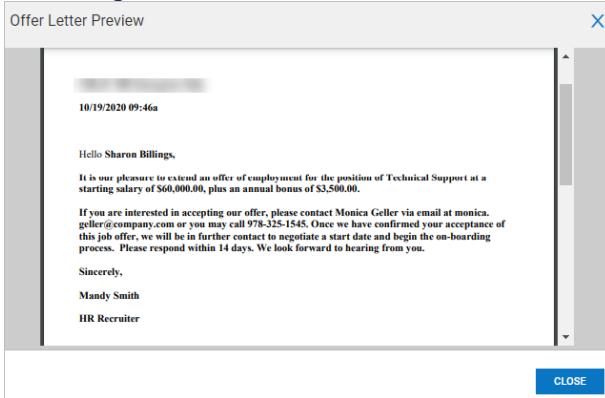 Offer Letter Preview
X
10/19/2020 09:46a
Hello Sharon Billings,
It is our pleasure to extend an offer of employment for the position of Technical Support at a
starting salary of $60,000.00, plus an annual bonus of $3,500.00.
If you are interested in accepting our offer, please contact Monica Geller via email at monica.
geller@company.com or you may call 978-325-1545. Once we have confirmed your acceptance of
this job offer, we will be in further contact to negotiate a start date and begin the on-boarding
process. Please respond within 14 days. We look forward to hearing from you.
Sincerely,
Mandy Smith
HR Recruiter
CLOSE